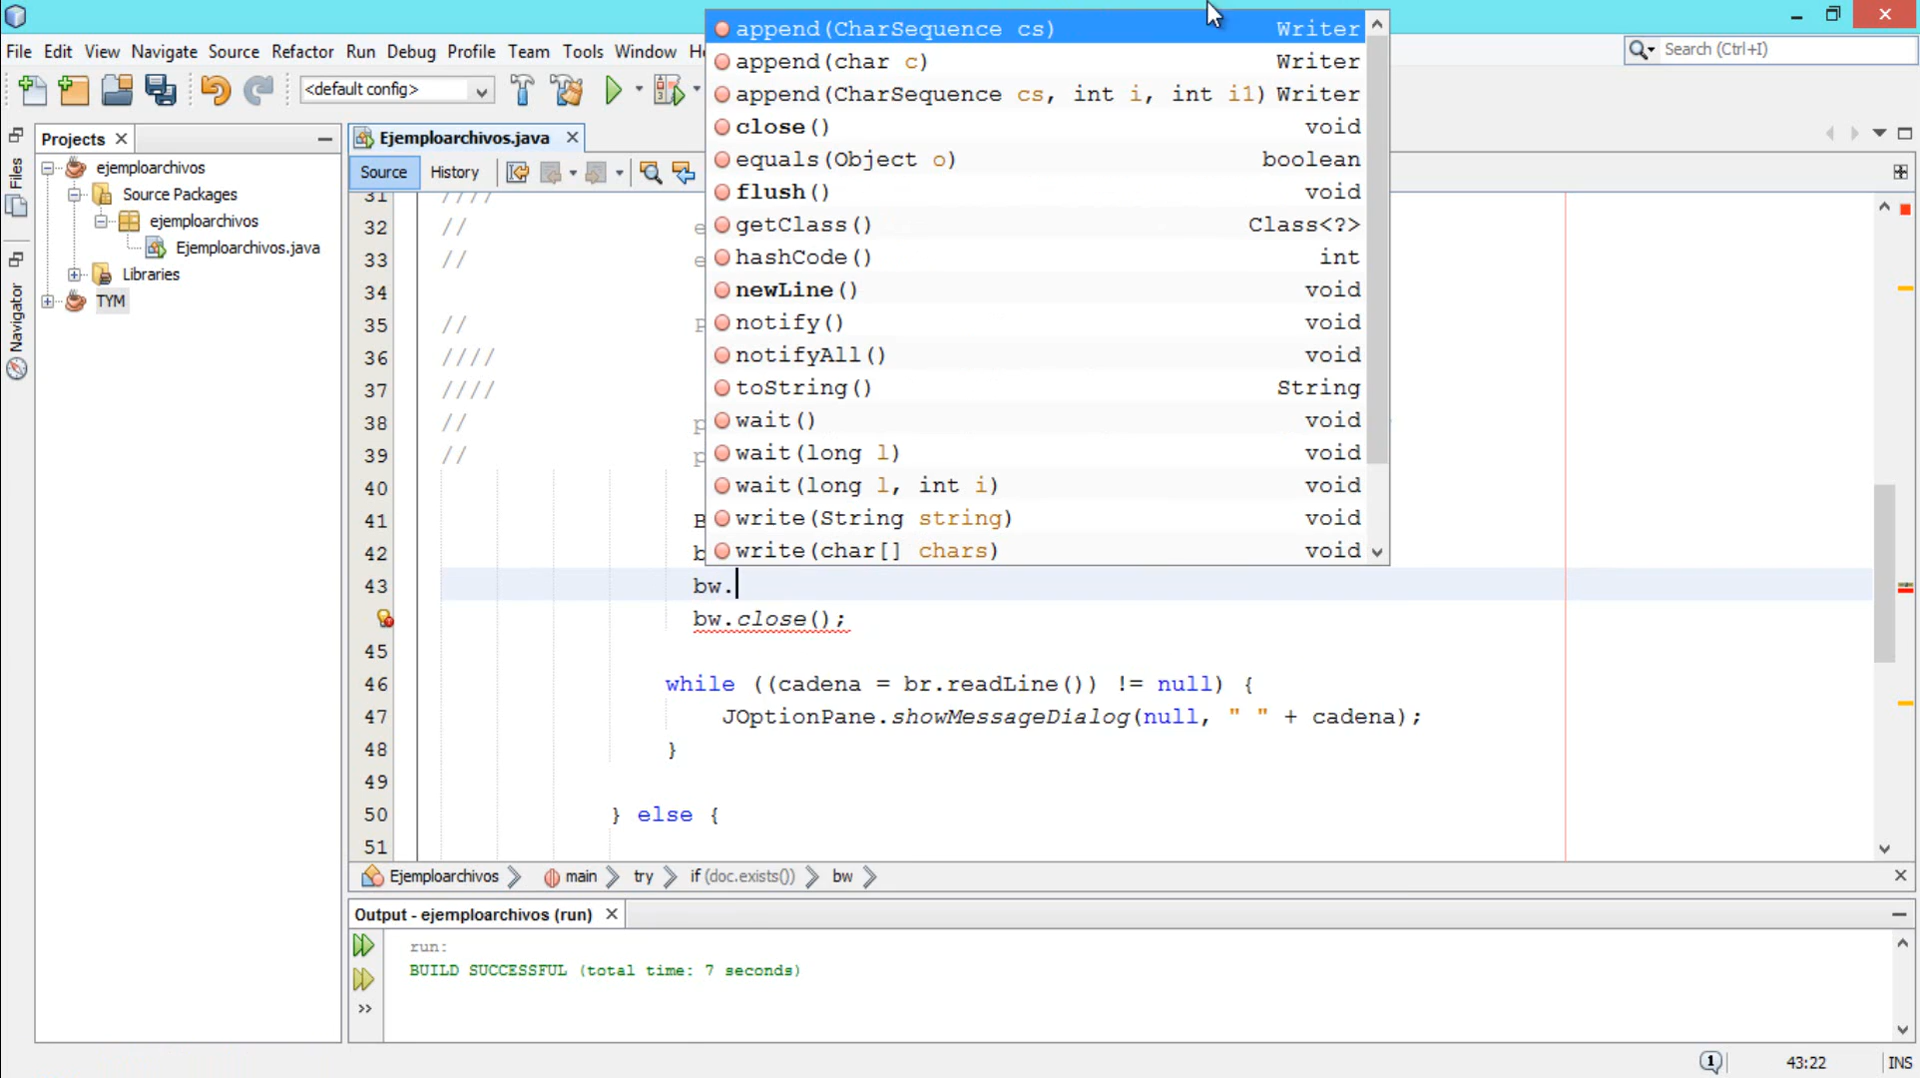 File Edit View Navigate Source Refactor Run Debug Profile Team Tools Window He
Search (Ctrl+I)
<default config>
append(CharSequence cs) Writer
append(char c) Writer
append(CharSequence cs, int i, int i1) Writer
close() void
equals(Object o) boolean
flush() void
getClass() Class<?>
hashCode() int
newLine() void
notify() void
notifyAll() void
toString() String
wait() void
wait(long l) void
wait(long l, int i) void
write(String string) void
write(char[] chars) void
Files
Navigator
Projects
ejemploarchivos
Source Packages
ejemploarchivos
Ejemploarchivos.java
Libraries
TYM
Ejemploarchivos.java
Source History
31 ////
32 // e
33 // e
34
35 // P
36 ////
37 ////
38 // p
39 // p
40
41 B
42 b
43 bw.
bw.close();
45
46 while ((cadena = br.readLine()) != null) {
47 JOptionPane.showMessageDialog(null, " " + cadena);
48 }
49
50 } else {
51
Ejemploarchivos main try if (doc.exists()) bw
Output - ejemploarchivos (run)
run:
BUILD SUCCESSFUL (total time: 7 seconds)
1 43:22 INS